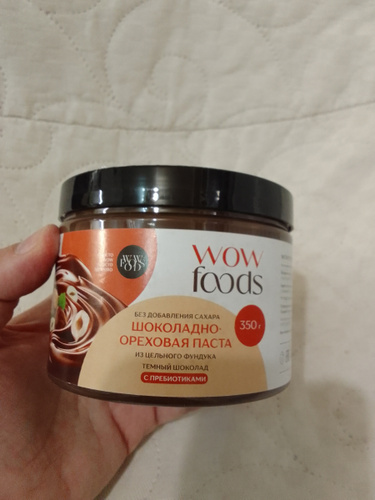 WOW
foods
БЕЗ ДОБАВЛЕНИЯ САХАРА
ШОКОЛАДНО-
ОРЕХОВАЯ ПАСТА
350 г
ИЗ ЦЕЛЬНОГО ФУНДУКА
ТЕМНЫЙ ШОКОЛАД
С ПРЕБИОТИКАМИ